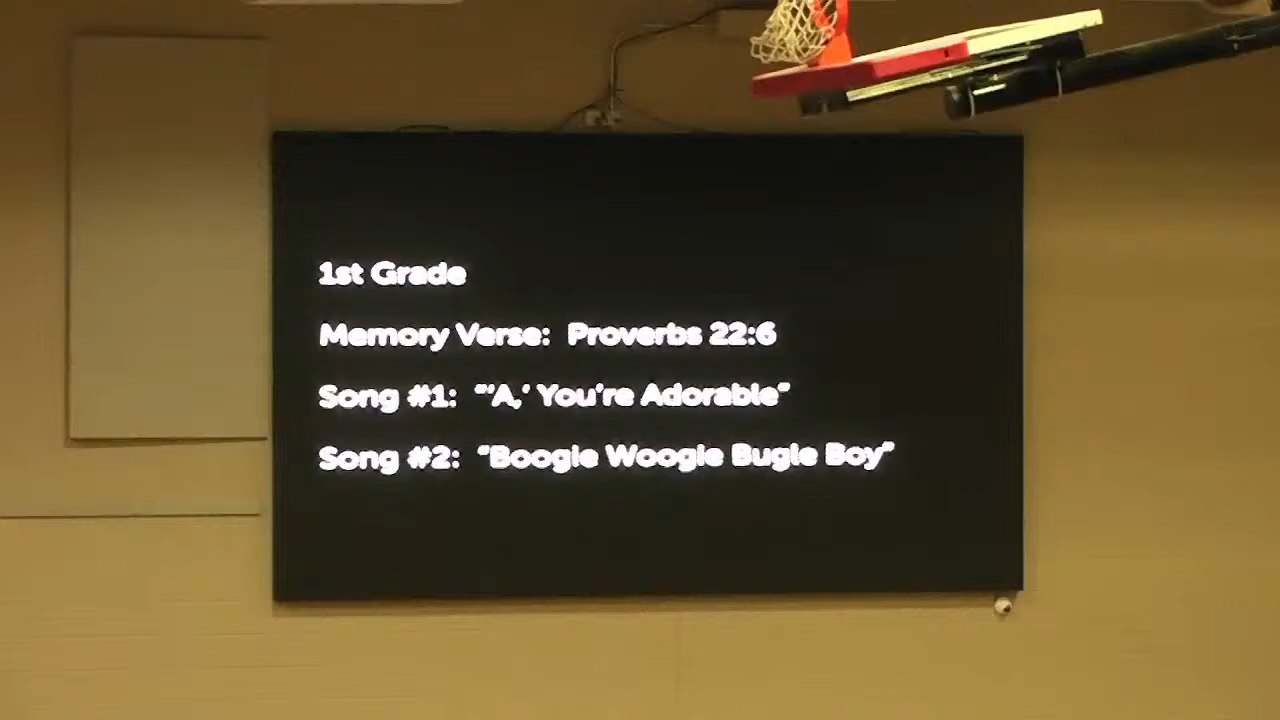 1st Grade
Memory Verse:  Proverbs 22:6
Song #1:  “‘A,’ You’re Adorable”
Song #2:  “Boogie Woogie Bugle Boy”